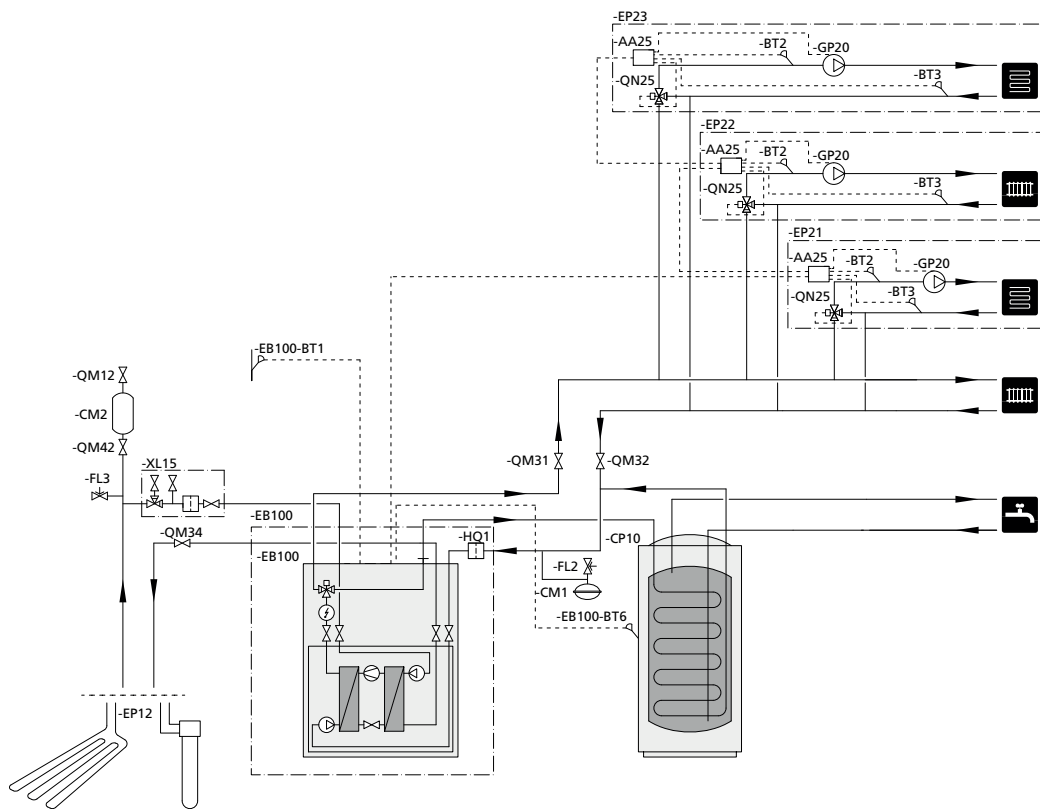 -EP23
-AA25
-BT2
-GP20
-QN25
-BT3
-EP22
-AA25
-BT2
-GP20
-QN25
-BT3
-EP21
-AA25
-BT2
-GP20
-QN25
-BT3
-EB100-BT1
-QM12
-CM2
-QM42
-XL15
-FL3
-QM31
-QM32
-EB100
-QM34
-EB100
-HQ1
-CP10
-FL2
-CM1
-EB100-BT6
-EP12